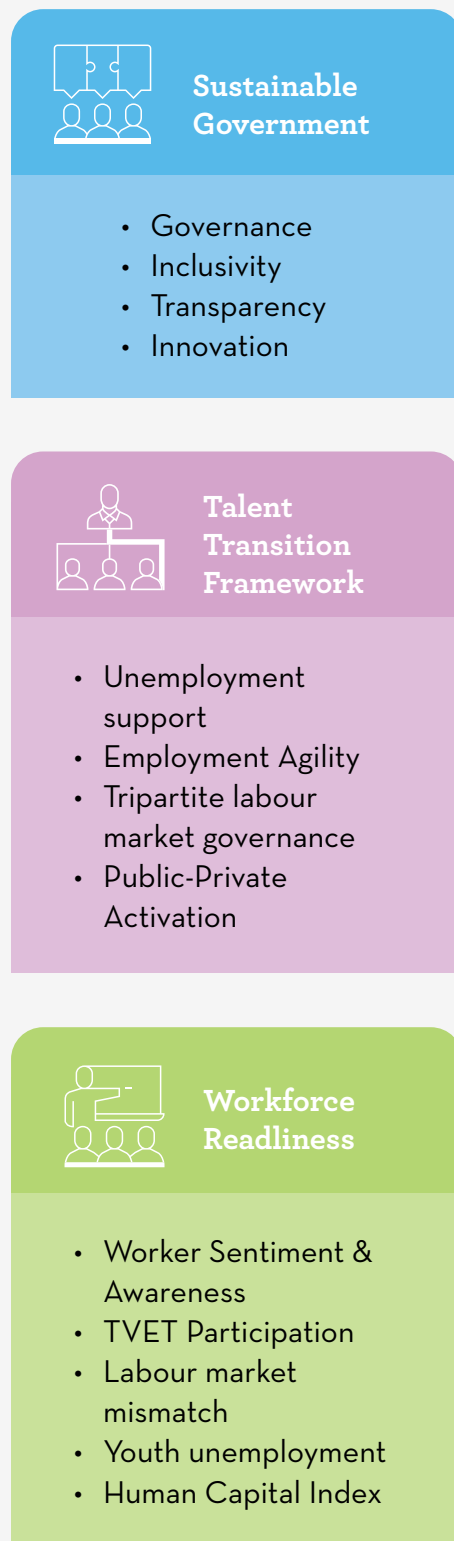 Sustainable
Government
• Governance
• Inclusivity
• Transparency
• Innovation
Talent
Transition
Framework
• Unemployment
support
• Employment Agility
• Tripartite labour
market governance
• Public-Private
Activation
Workforce
Readliness
• Worker Sentiment &
Awareness
• TVET Participation
• Labour market
mismatch
• Youth unemployment
• Human Capital Index